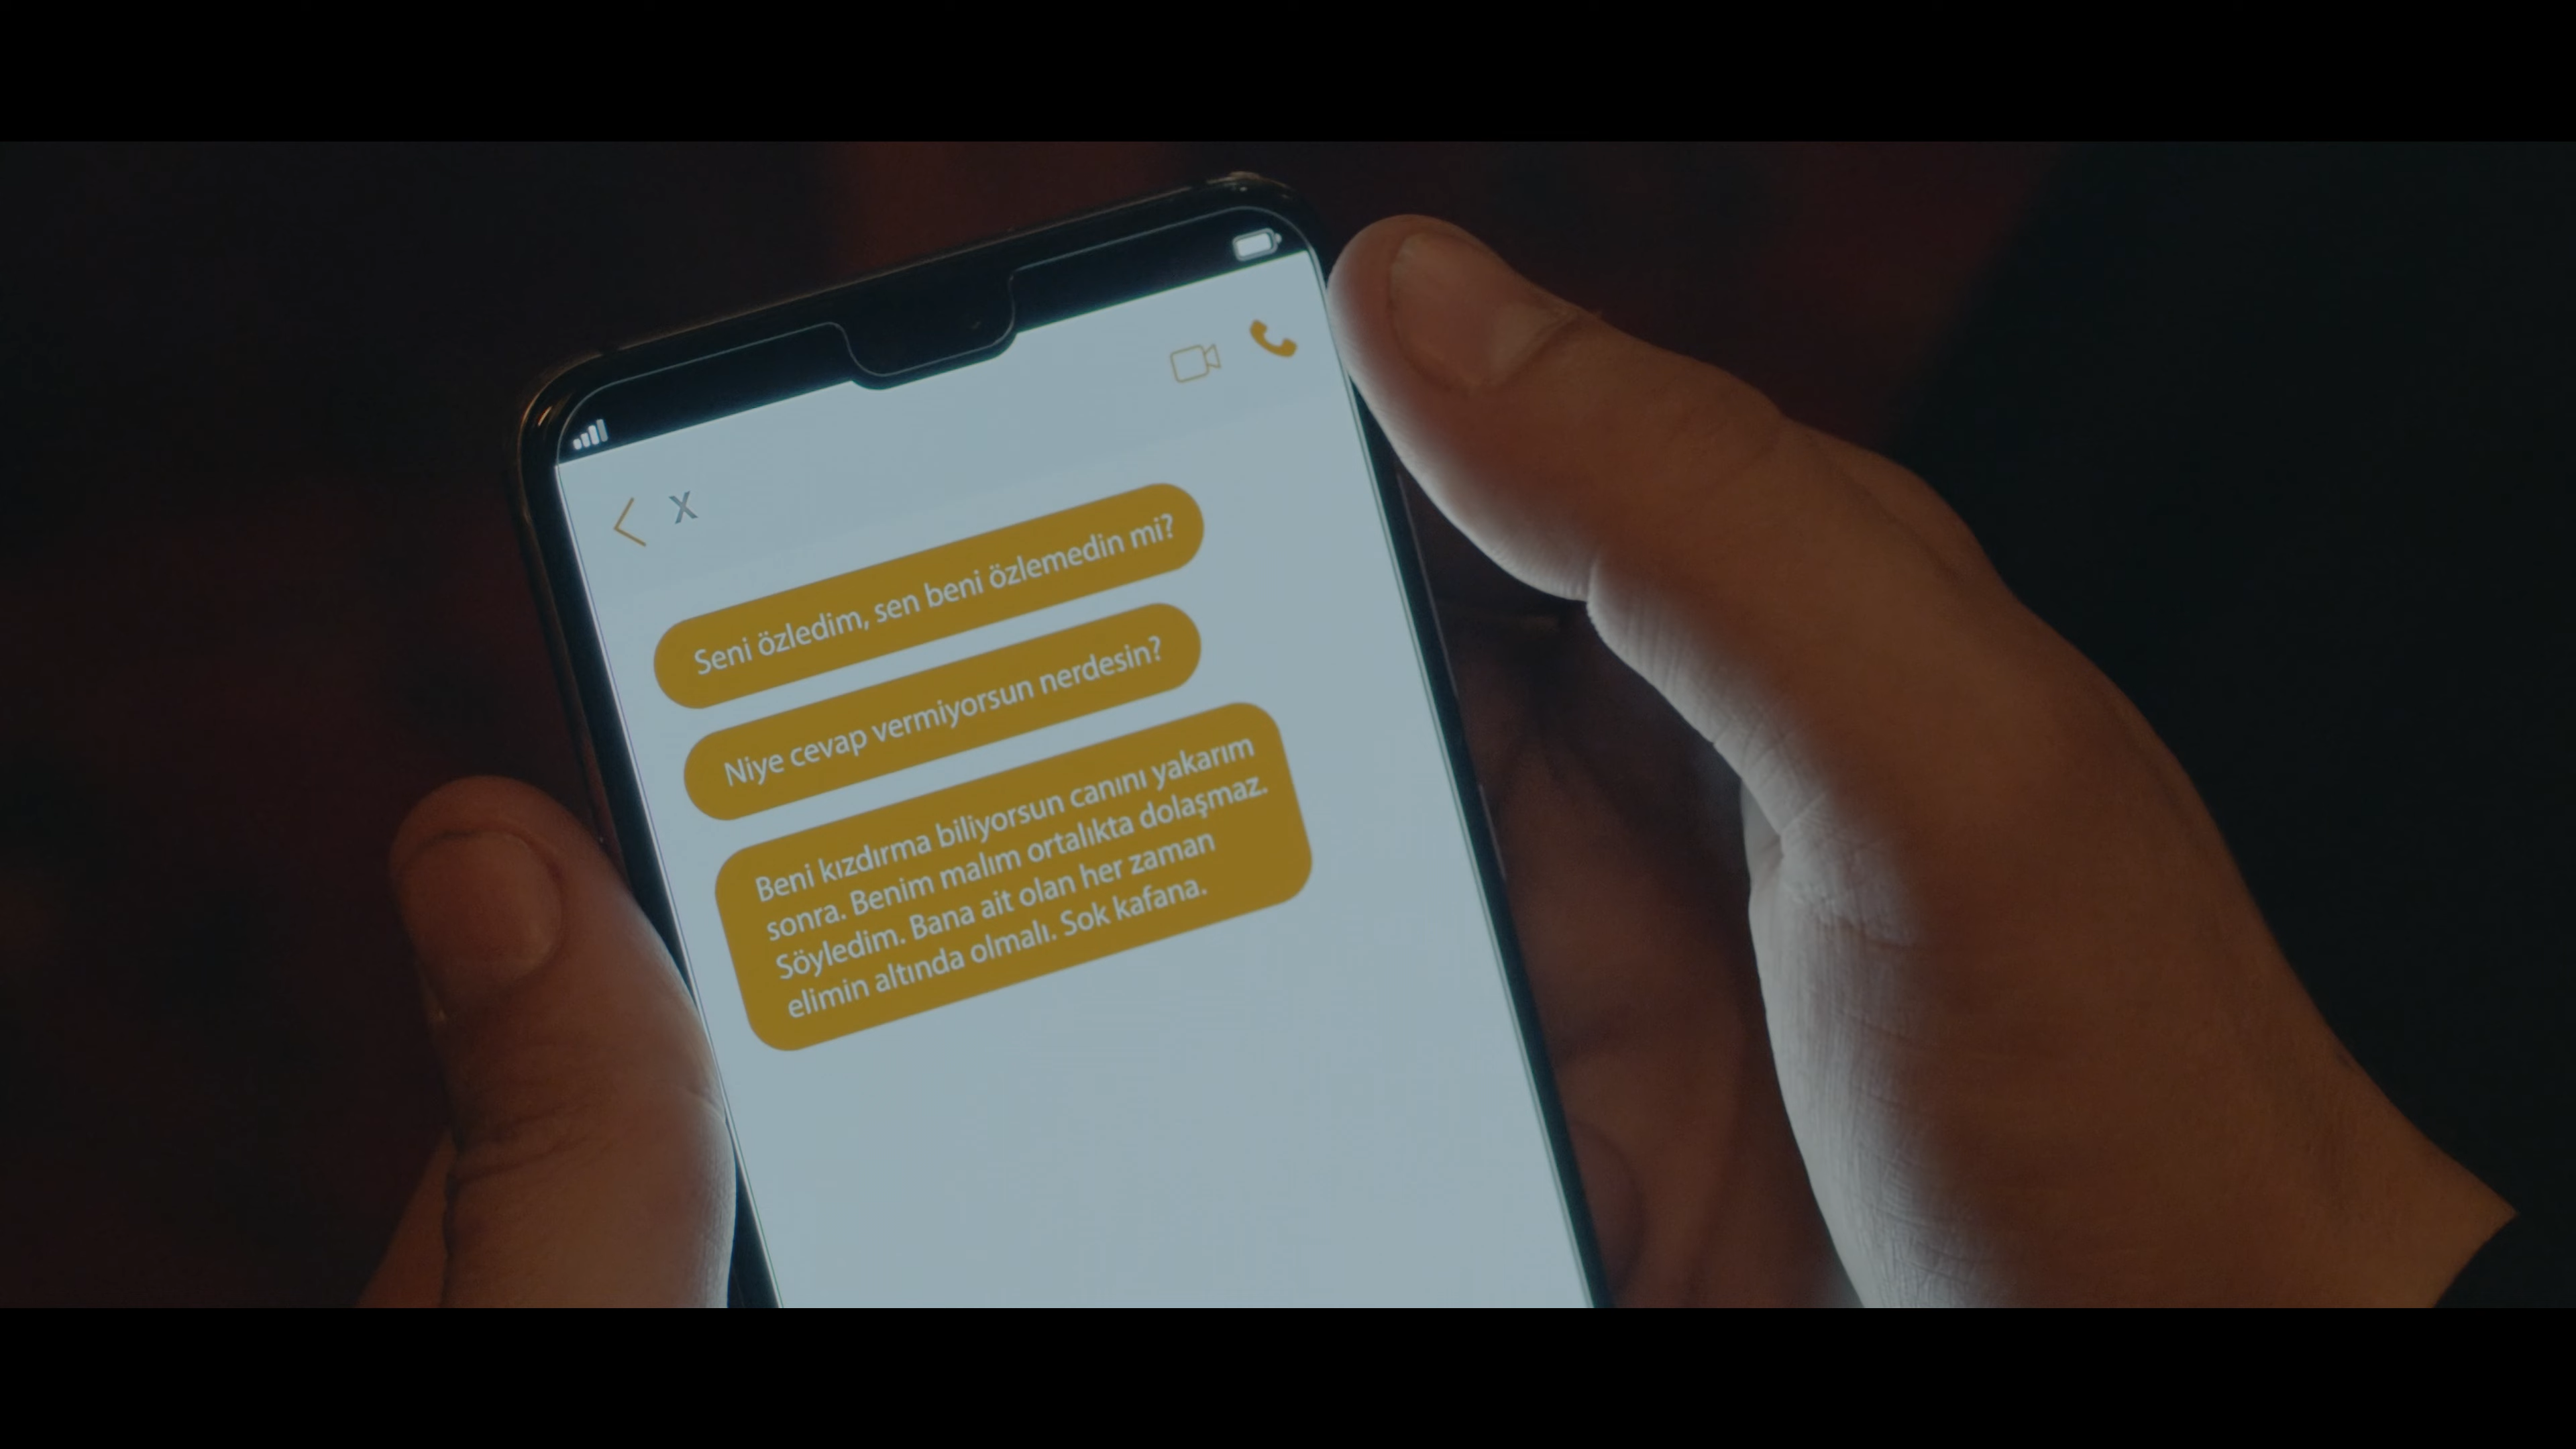 X
Seni özledim, sen beni özlemedin mi?
Niye cevap vermiyorsun nerdesin?
Beni kızdırma biliyorsun canını yakarım
sonra. Benim malım ortalıkta dolaşmaz.
Söyledim. Bana ait olan her zaman
elimin altında olmalı. Sok kafana.